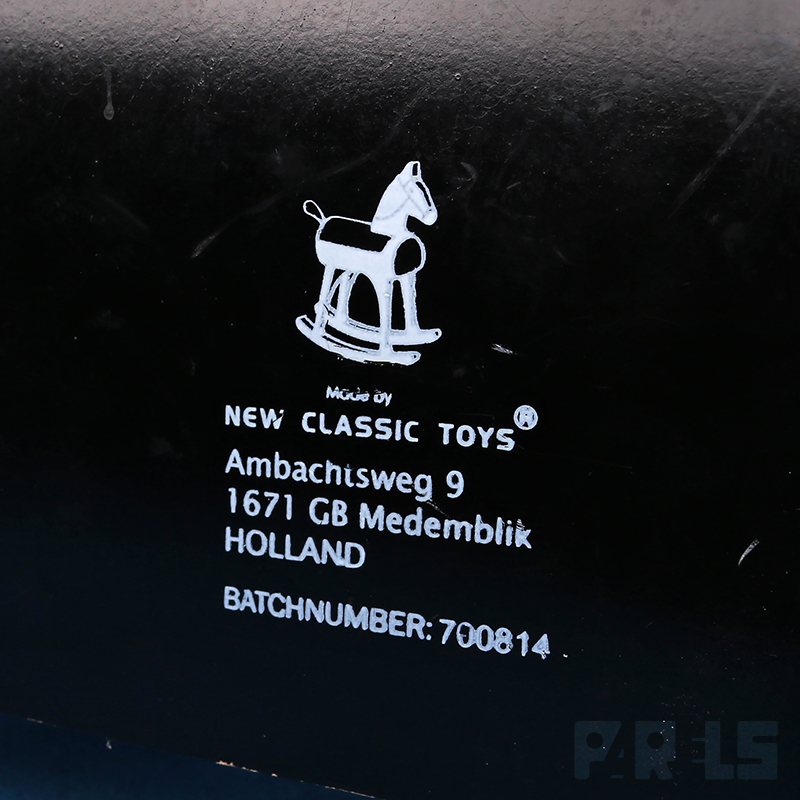 Made by
NEW CLASSIC TOYS®
Ambachtsweg 9
1671 GB Medemblik
HOLLAND
BATCHNUMBER: 700814
PARELS